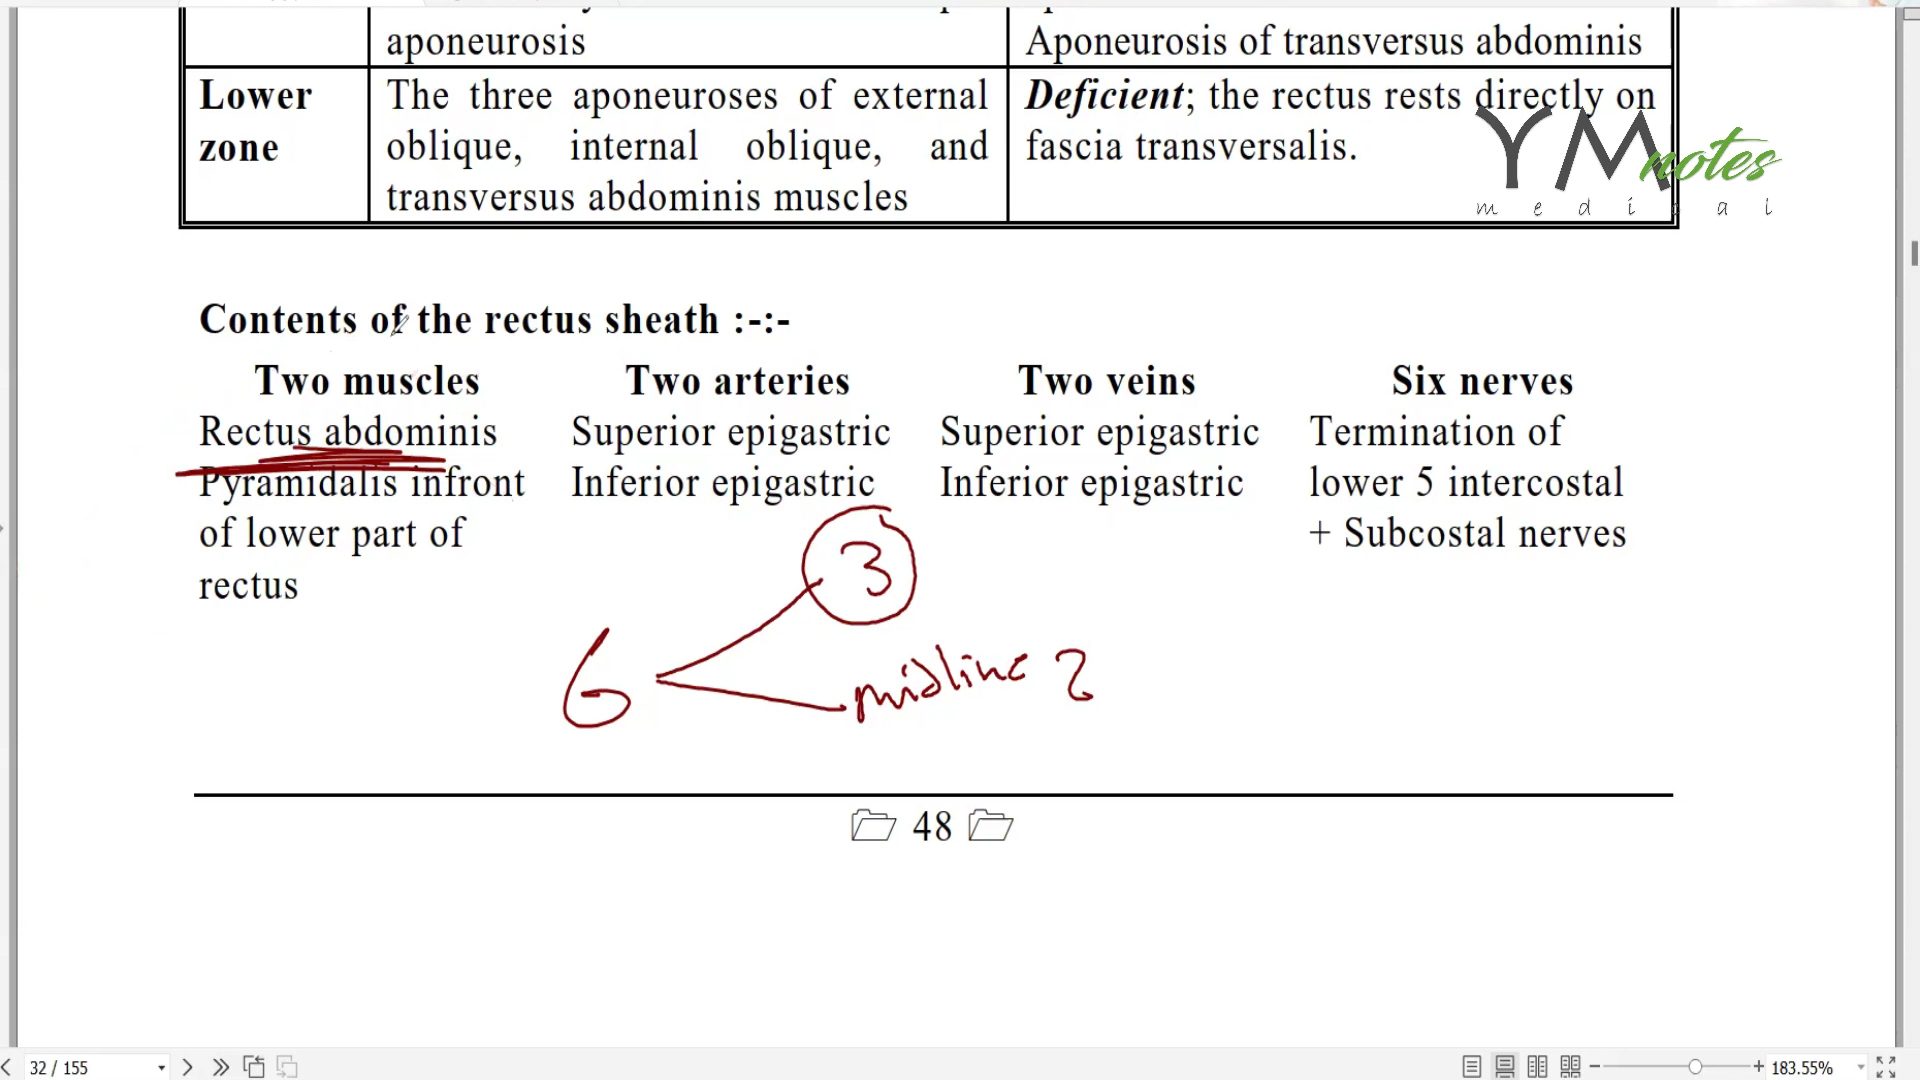 aponeurosis
Aponeurosis of transversus abdominis
Lower zone
The three aponeuroses of external oblique, internal oblique, and transversus abdominis muscles
Deficient; the rectus rests directly on fascia transversalis.
YM notes
medical
Contents of the rectus sheath :-:-
Two muscles
Rectus abdominis
Pyramidalis infront
of lower part of
rectus
Two arteries
Superior epigastric
Inferior epigastric
Two veins
Superior epigastric
Inferior epigastric
Six nerves
Termination of
lower 5 intercostal
+ Subcostal nerves
3
6
midline 2
48
32 / 155
183.55%